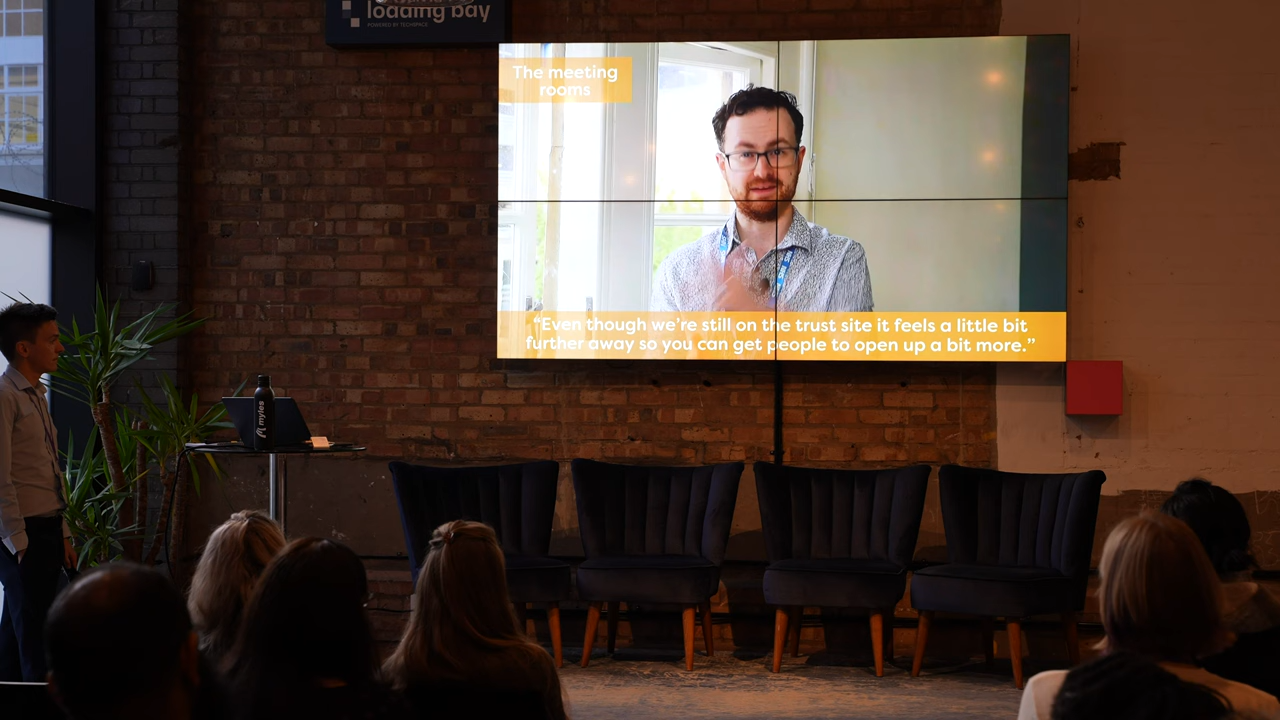 loading bay
POWERED BY TECHSPACE
The meeting
rooms
“Even though we’re still on the trust site it feels a little bit
further away so you can get people to open up a bit more.”
myles